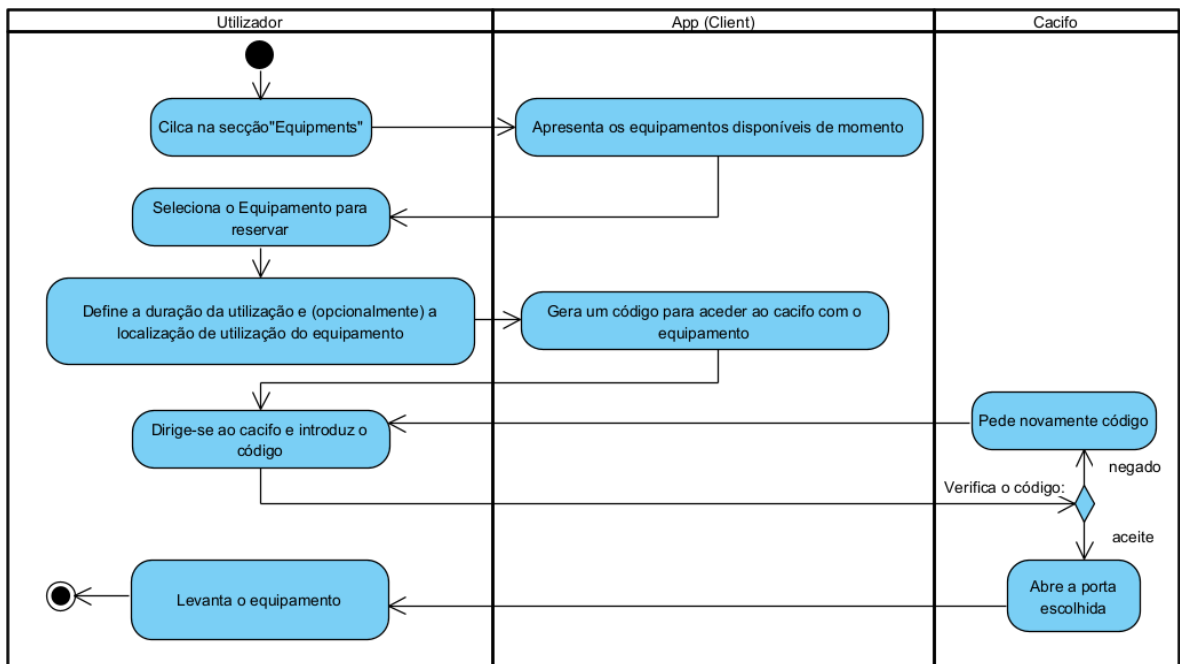 Utilizador
App (Client)
Cacifo
Cilca na secção"Equipments"
Apresenta os equipamentos disponíveis de momento
Seleciona o Equipamento para
reservar
Define a duração da utilização e (opcionalmente) a
localização de utilização do equipamento
Gera um código para aceder ao cacifo com o
equipamento
Dirige-se ao cacifo e introduz o
código
Pede novamente código
negado
Verifica o código:
aceite
Abre a porta
escolhida
Levanta o equipamento